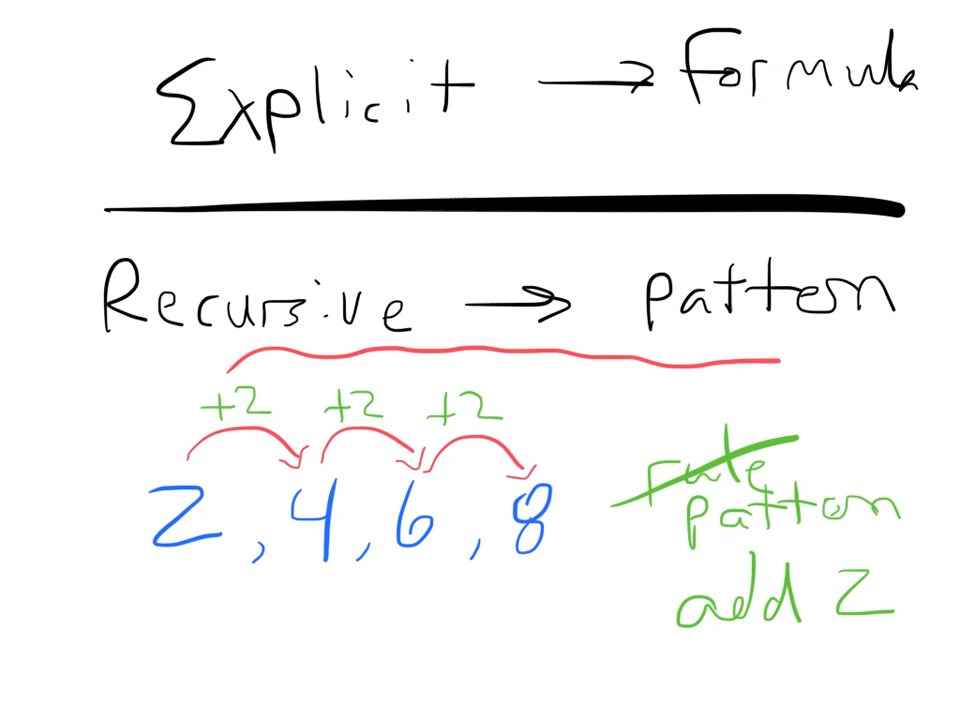 Explicit → Formula
Recursive → pattern
+2 +2 +2
2, 4, 6, 8
rule
pattern
add 2